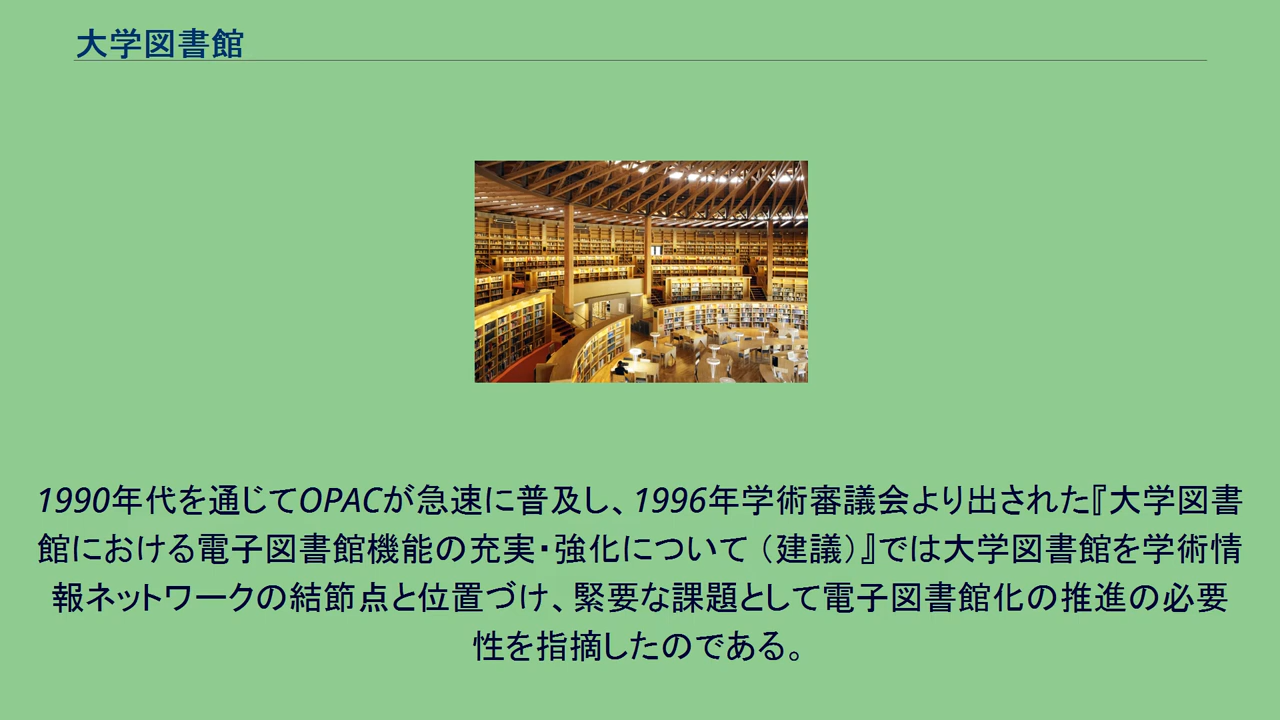 大学図書館
1990年代を通じてOPACが急速に普及し、1996年学術審議会より出された『大学図書
館における電子図書館機能の充実・強化について（建議）』では大学図書館を学術情
報ネットワークの結節点と位置づけ、緊要な課題として電子図書館化の推進の必要
性を指摘したのである。